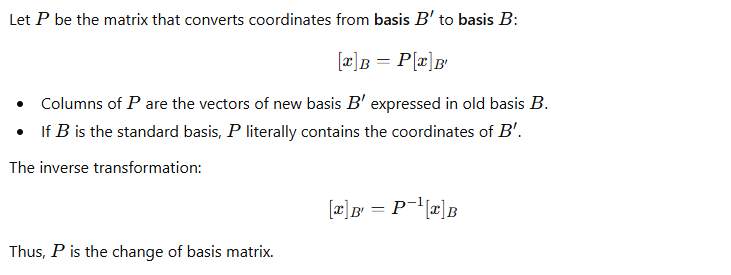 Let P be the matrix that converts coordinates from basis B′ to basis B:
[x]B = P[x]B′
• Columns of P are the vectors of new basis B′ expressed in old basis B.
• If B is the standard basis, P literally contains the coordinates of B′.
The inverse transformation:
[x]B′ = P⁻¹[x]B
Thus, P is the change of basis matrix.